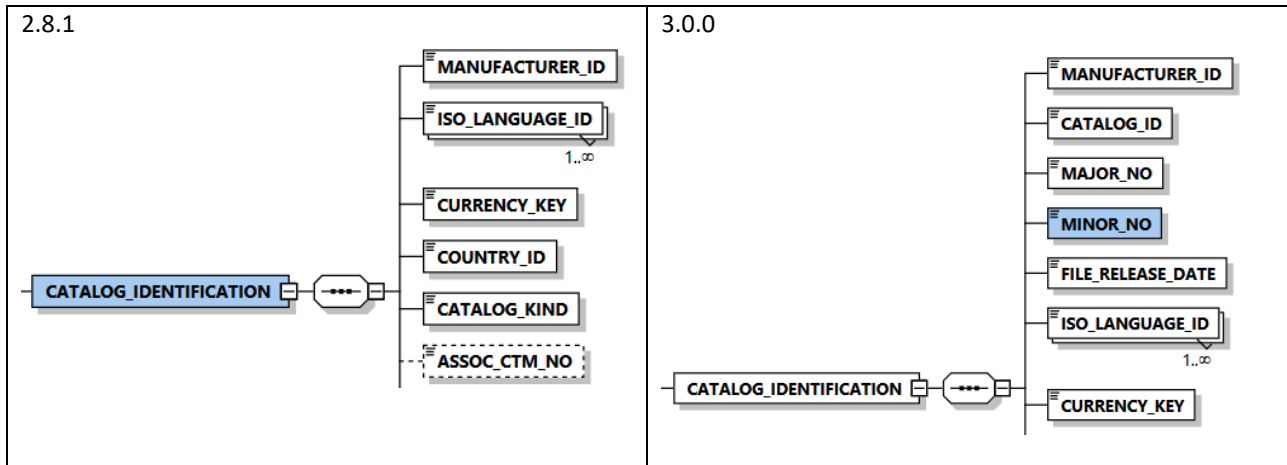 2.8.1
MANUFACTURER_ID
ISO_LANGUAGE_ID
1..∞
CURRENCY_KEY
COUNTRY_ID
CATALOG_IDENTIFICATION
CATALOG_KIND
ASSOC_CTM_NO
3.0.0
MANUFACTURER_ID
CATALOG_ID
MAJOR_NO
MINOR_NO
FILE_RELEASE_DATE
ISO_LANGUAGE_ID
1..∞
CATALOG_IDENTIFICATION
CURRENCY_KEY